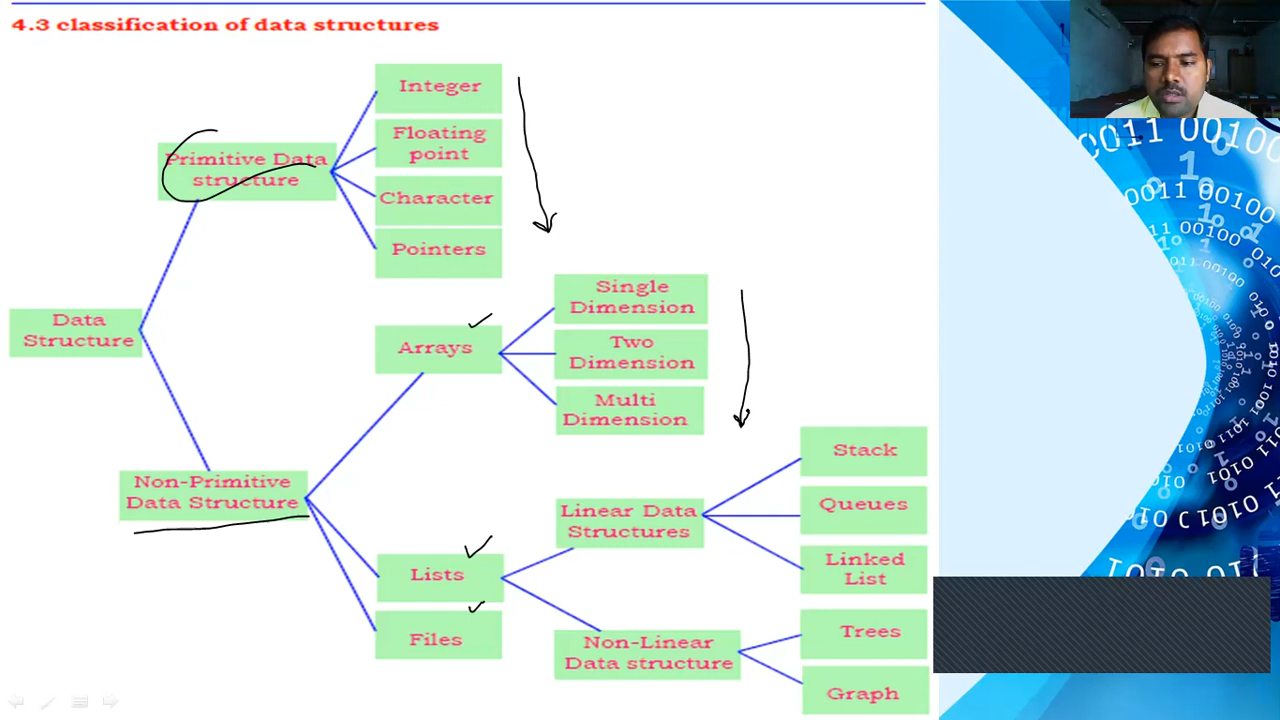 4.3 classification of data structures
Integer
Floating
point
Primitive Data
structure
Character
Pointers
Data
Structure
Arrays
Single
Dimension
Two
Dimension
Multi
Dimension
Non-Primitive
Data Structure
Lists
Files
Linear Data
Structures
Stack
Queues
Linked
List
Non-Linear
Data structure
Trees
Graph